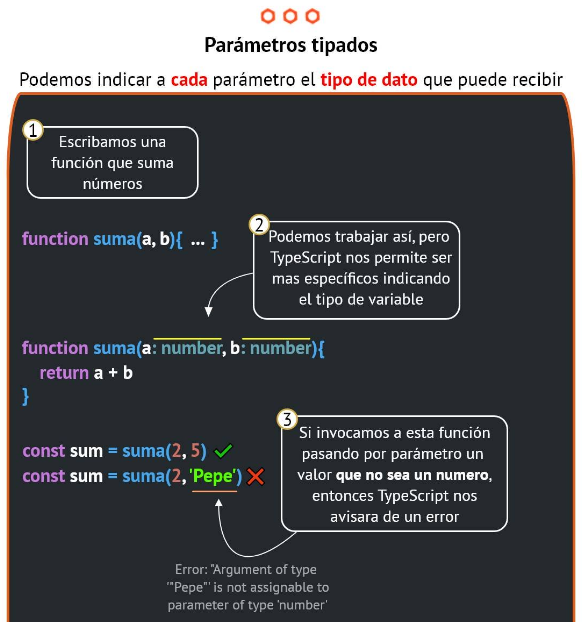 Parámetros tipados
Podemos indicar a cada parámetro el tipo de dato que puede recibir
1
Escribamos una
función que suma
números
function suma(a, b){ ... }
2
Podemos trabajar así, pero
TypeScript nos permite ser
mas específicos indicando
el tipo de variable
function suma(a: number, b: number){
return a + b
}
3
Si invocamos a esta función
pasando por parámetro un
valor que no sea un numero,
entonces TypeScript nos
avisara de un error
const sum = suma(2, 5)
const sum = suma(2, 'Pepe')
Error: "Argument of type
'"Pepe"' is not assignable to
parameter of type 'number'